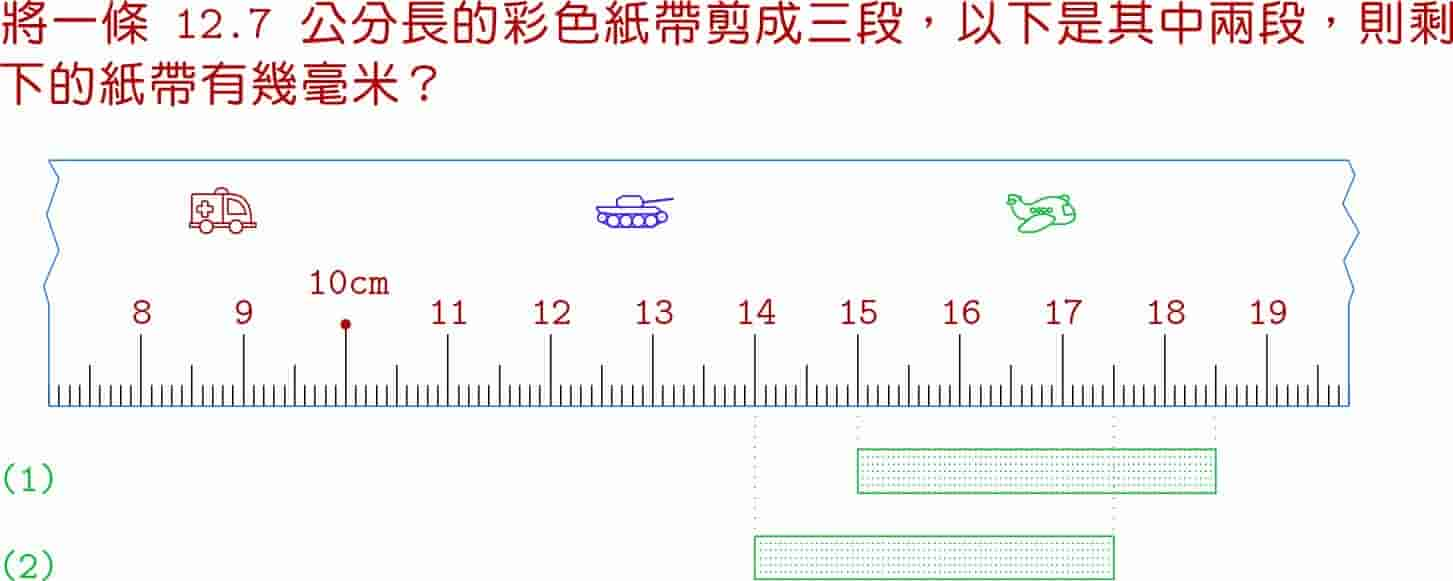 將一條 12.7 公分長的彩色紙帶剪成三段，以下是其中兩段，則剩
下的紙帶有幾毫米？
10cm
8 9 11 12 13 14 15 16 17 18 19
(1)
(2)